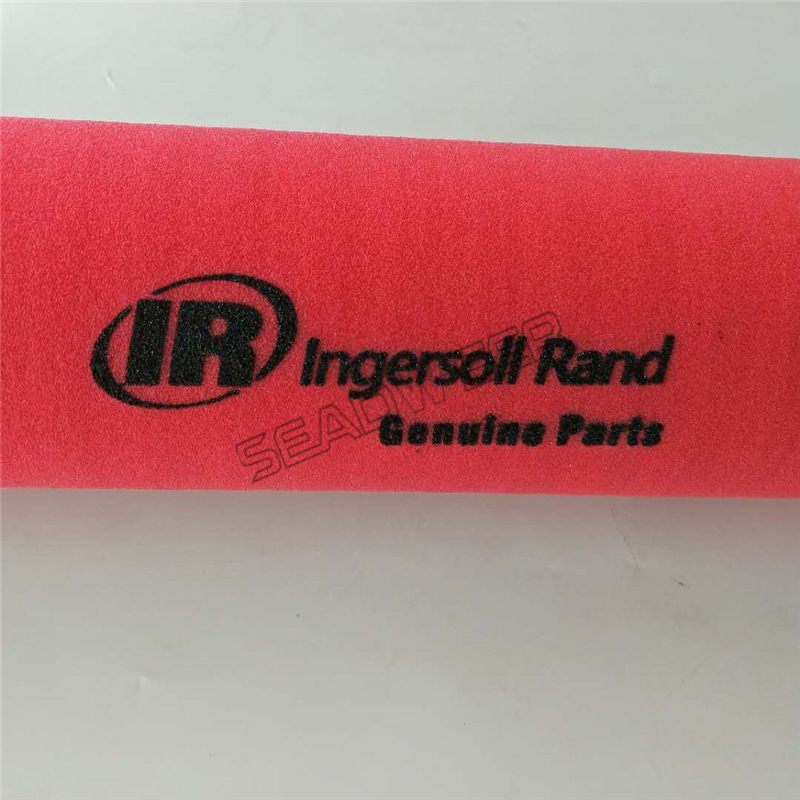 IR Ingersoll Rand
Genuine Parts
SEADWEER